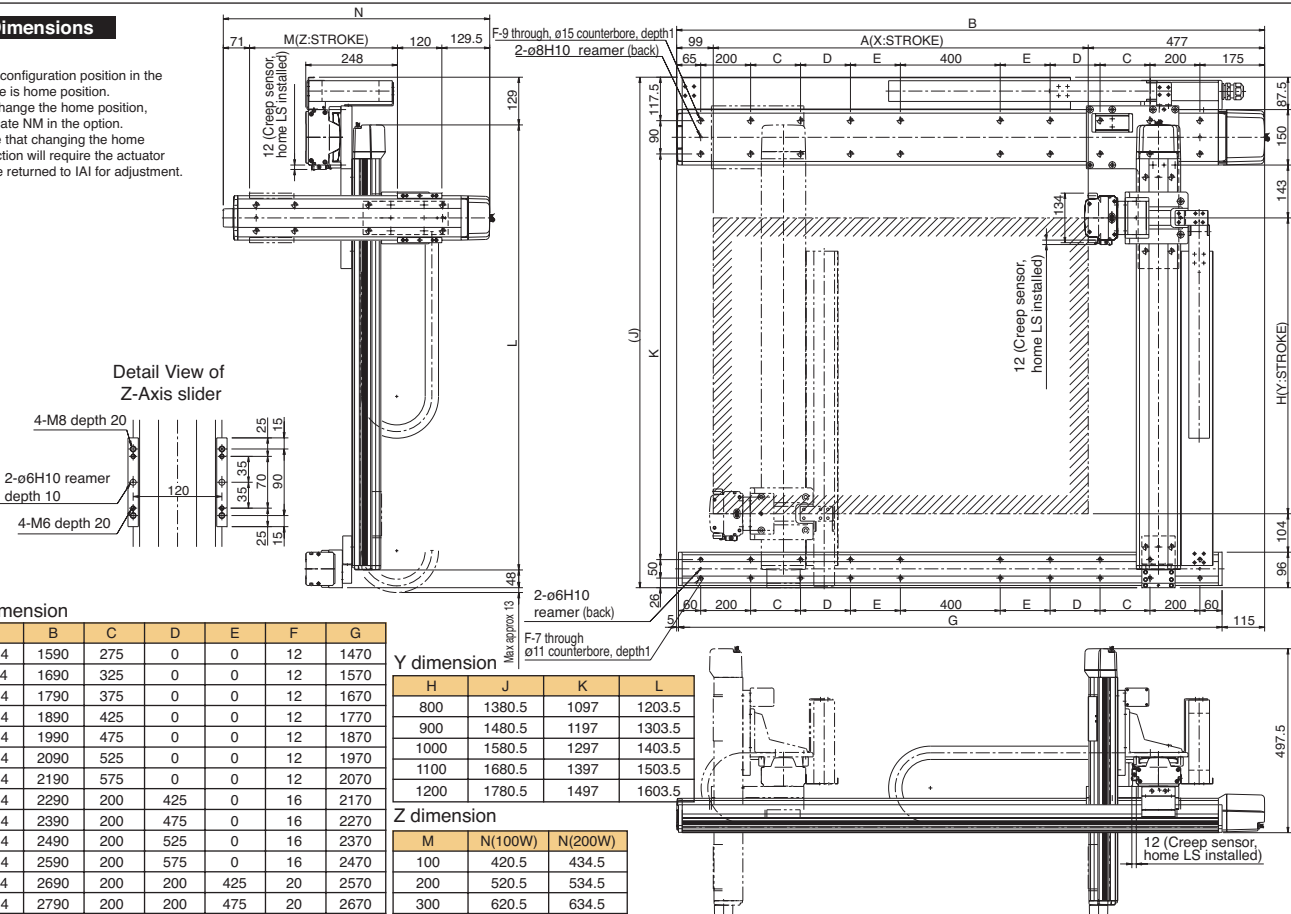 Dimensions
configuration position in the
e is home position.
hange the home position,
ate NM in the option.
e that changing the home
ction will require the actuator
e returned to IAI for adjustment.
N
71 M(Z:STROKE) 120 129.5
248
12 (Creep sensor,
home LS installed)
129
L
48
Max approx 13
Detail View of
Z-Axis slider
4-M8 depth 20
2-ø6H10 reamer
depth 10
4-M6 depth 20
120
25 15
35 35 70 90
25 15
B
F-9 through, ø15 counterbore, depth1
2-ø8H10 reamer (back)
99 A(X:STROKE) 477
65 200 C D E 400 E D C 200 175
117.5
90
(J)
K
50
26
87.5
150
143
H(Y:STROKE)
104
96
134
12 (Creep sensor,
home LS installed)
2-ø6H10
reamer (back)
F-7 through
ø11 counterbore, depth1
60 200 C D E 400 E D C 200 60
5 G 115
497.5
12 (Creep sensor,
home LS installed)
mension
B C D E F G
4 1590 275 0 0 12 1470
4 1690 325 0 0 12 1570
4 1790 375 0 0 12 1670
4 1890 425 0 0 12 1770
4 1990 475 0 0 12 1870
4 2090 525 0 0 12 1970
4 2190 575 0 0 12 2070
4 2290 200 425 0 16 2170
4 2390 200 475 0 16 2270
4 2490 200 525 0 16 2370
4 2590 200 575 0 16 2470
4 2690 200 200 425 20 2570
4 2790 200 200 475 20 2670
Y dimension
H J K L
800 1380.5 1097 1203.5
900 1480.5 1197 1303.5
1000 1580.5 1297 1403.5
1100 1680.5 1397 1503.5
1200 1780.5 1497 1603.5
Z dimension
M N(100W) N(200W)
100 420.5 434.5
200 520.5 534.5
300 620.5 634.5